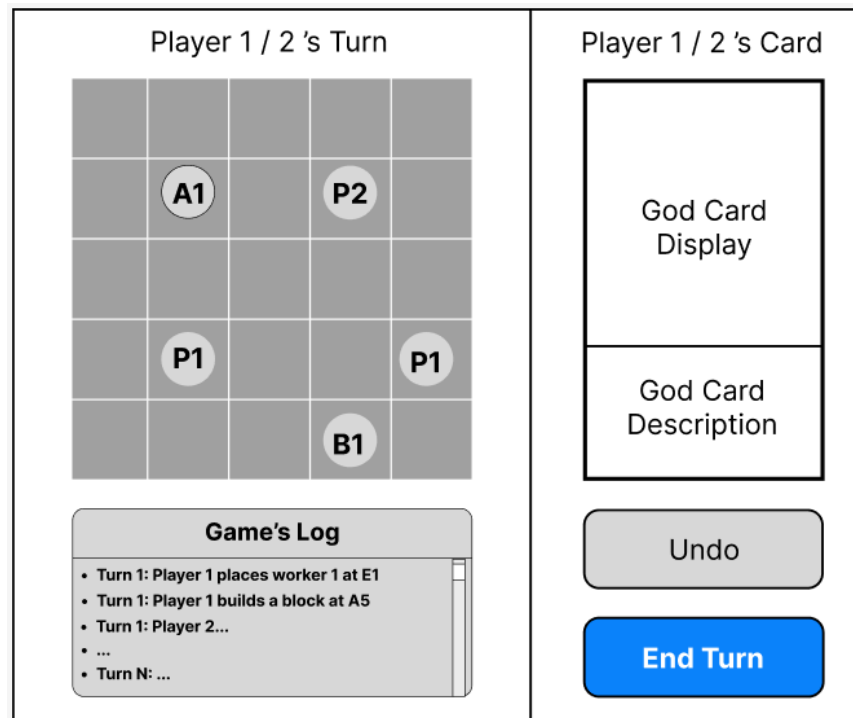 Player 1 / 2 ’s Turn
A1
P2
P1
P1
B1
Game’s Log
• Turn 1: Player 1 places worker 1 at E1
• Turn 1: Player 1 builds a block at A5
• Turn 1: Player 2...
• ...
• Turn N: ...
Player 1 / 2 ’s Card
God Card
Display
God Card
Description
Undo
End Turn